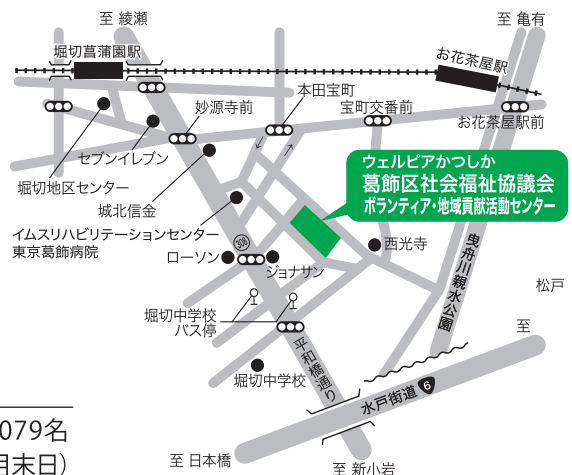 至 綾瀬
至 亀有
堀切菖蒲園駅
お花茶屋駅
本田宝町
妙源寺前
宝町交番前
お花茶屋駅前
セブンイレブン
堀切地区センター
城北信金
ウェルピアかつしか
葛飾区社会福祉協議会
ボランティア・地域貢献活動センター
イムスリハビリテーションセンター
東京葛飾病院
308
ローソン
ジョナサン
西光寺
曳舟川親水公園
松戸
至
堀切中学校
バス停
平和橋通り
堀切中学校
水戸街道
6
079名
月末日)
至 日本橋
至 新小岩